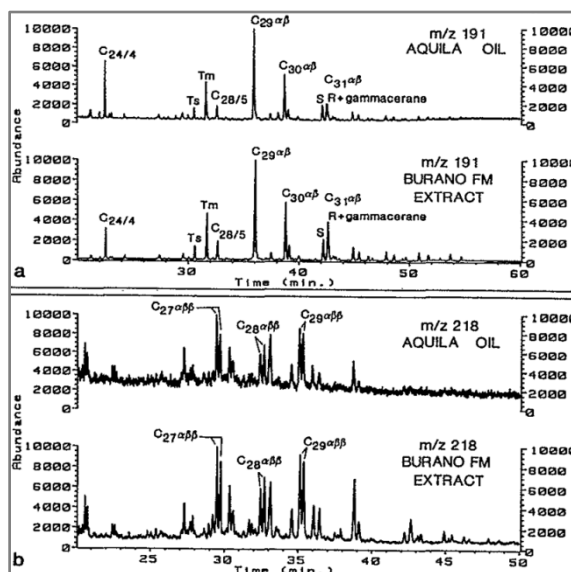 m/z 191
AQUILA OIL
C29αβ
C24/4
Ts
Tm
C28/5
C30αβ
C31αβ
S R+gammacerane
10000
8000
6000
4000
2000
0
10000
8000
6000
4000
2000
0
Abundance
m/z 191
BURANO FM
EXTRACT
C29αβ
C24/4
Ts
Tm
C28/5
C30αβ
C31αβ
S R+gammacerane
10000
8000
6000
4000
2000
0
10000
8000
6000
4000
2000
0
30 40 50 60
Time (min.)
a
m/z 218
AQUILA OIL
C27αββ
C28αββ
C29αββ
10000
8000
6000
4000
2000
0
10000
8000
6000
4000
2000
0
Abundance
m/z 218
BURANO FM
EXTRACT
C27αββ
C28αββ
C29αββ
10000
8000
6000
4000
2000
0
10000
8000
6000
4000
2000
0
25 30 35 40 45 50
Time (min.)
b